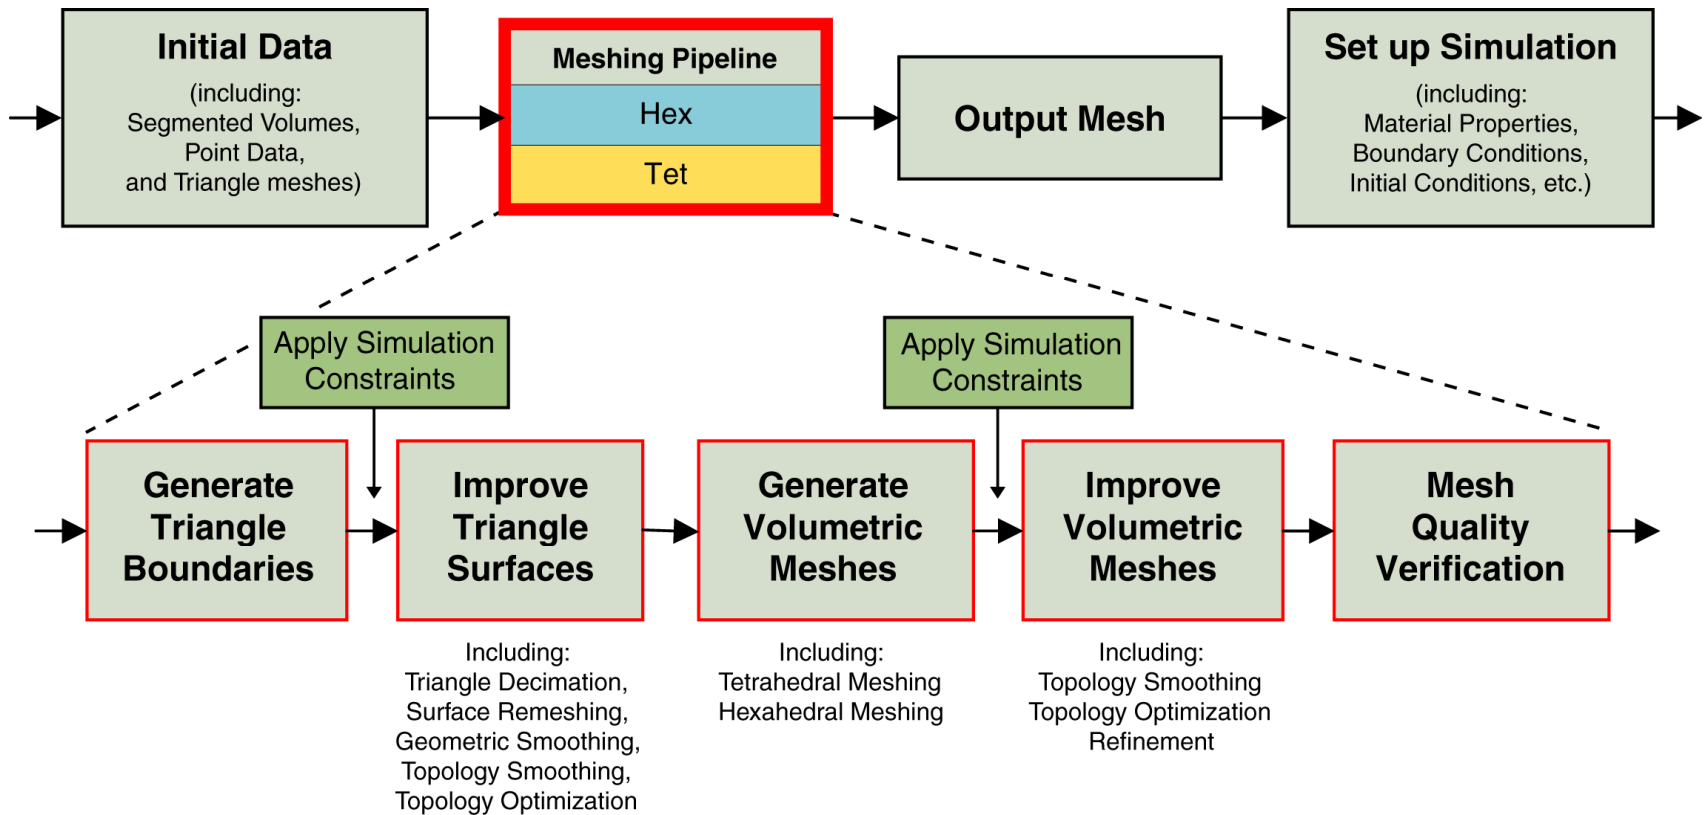 Initial Data
(including:
Segmented Volumes,
Point Data,
and Triangle meshes)
Meshing Pipeline
Hex
Tet
Output Mesh
Set up Simulation
(including:
Material Properties,
Boundary Conditions,
Initial Conditions, etc.)
Apply Simulation
Constraints
Apply Simulation
Constraints
Generate
Triangle
Boundaries
Improve
Triangle
Surfaces
Generate
Volumetric
Meshes
Improve
Volumetric
Meshes
Mesh
Quality
Verification
Including:
Triangle Decimation,
Surface Remeshing,
Geometric Smoothing,
Topology Smoothing,
Topology Optimization
Including:
Tetrahedral Meshing
Hexahedral Meshing
Including:
Topology Smoothing
Topology Optimization
Refinement